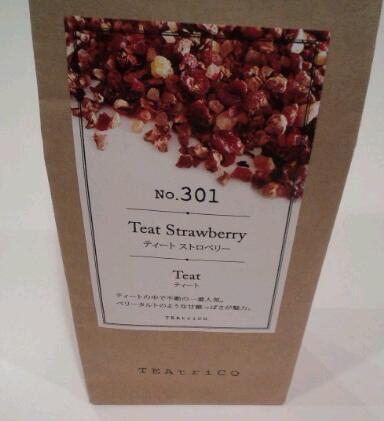 No.301
Teat Strawberry
ティート ストロベリー
Teat
ティート
ティートの中で不動の一番人気。
ベリータルトのような甘酸っぱさが魅力。
TEAtriCO
TEAtriCO